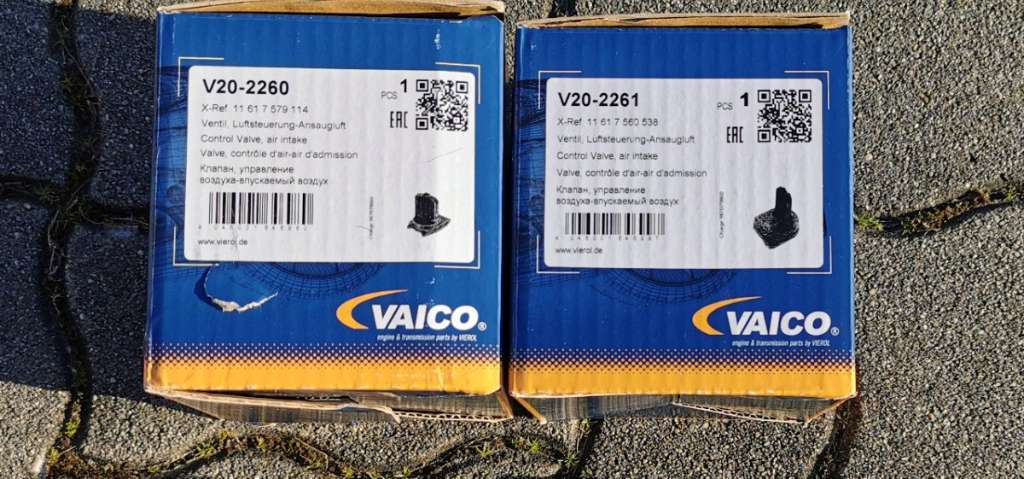 V20-2260
PCS 1
X-Ref 11 61 7 579 114
EAC
Ventil, Luftsteuerung-Ansaugluft
Control Valve, air intake
Valve, contrôle d'air-air d'admission
Клапан, управление
воздуха-впускаемый воздух
www.vierol.de
VAICO®
engine & transmission parts by VIEROL
V20-2261
PCS 1
X-Ref 11 61 7 560 538
EAC
Ventil, Luftsteuerung-Ansaugluft
Control Valve, air intake
Valve, contrôle d'air-air d'admission
Клапан, управление
воздуха-впускаемый воздух
www.vierol.de
VAICO®
engine & transmission parts by VIEROL